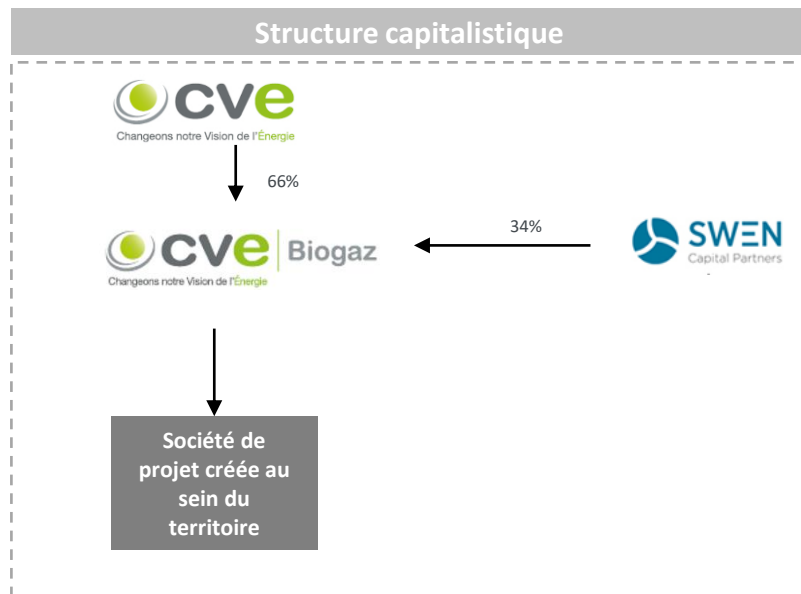 Structure capitalistique
cve
Changeons notre Vision de l'Énergie
66%
cve Biogaz
Changeons notre Vision de l'Énergie
34%
SWEN
Capital Partners
Société de
projet créée au
sein du
territoire